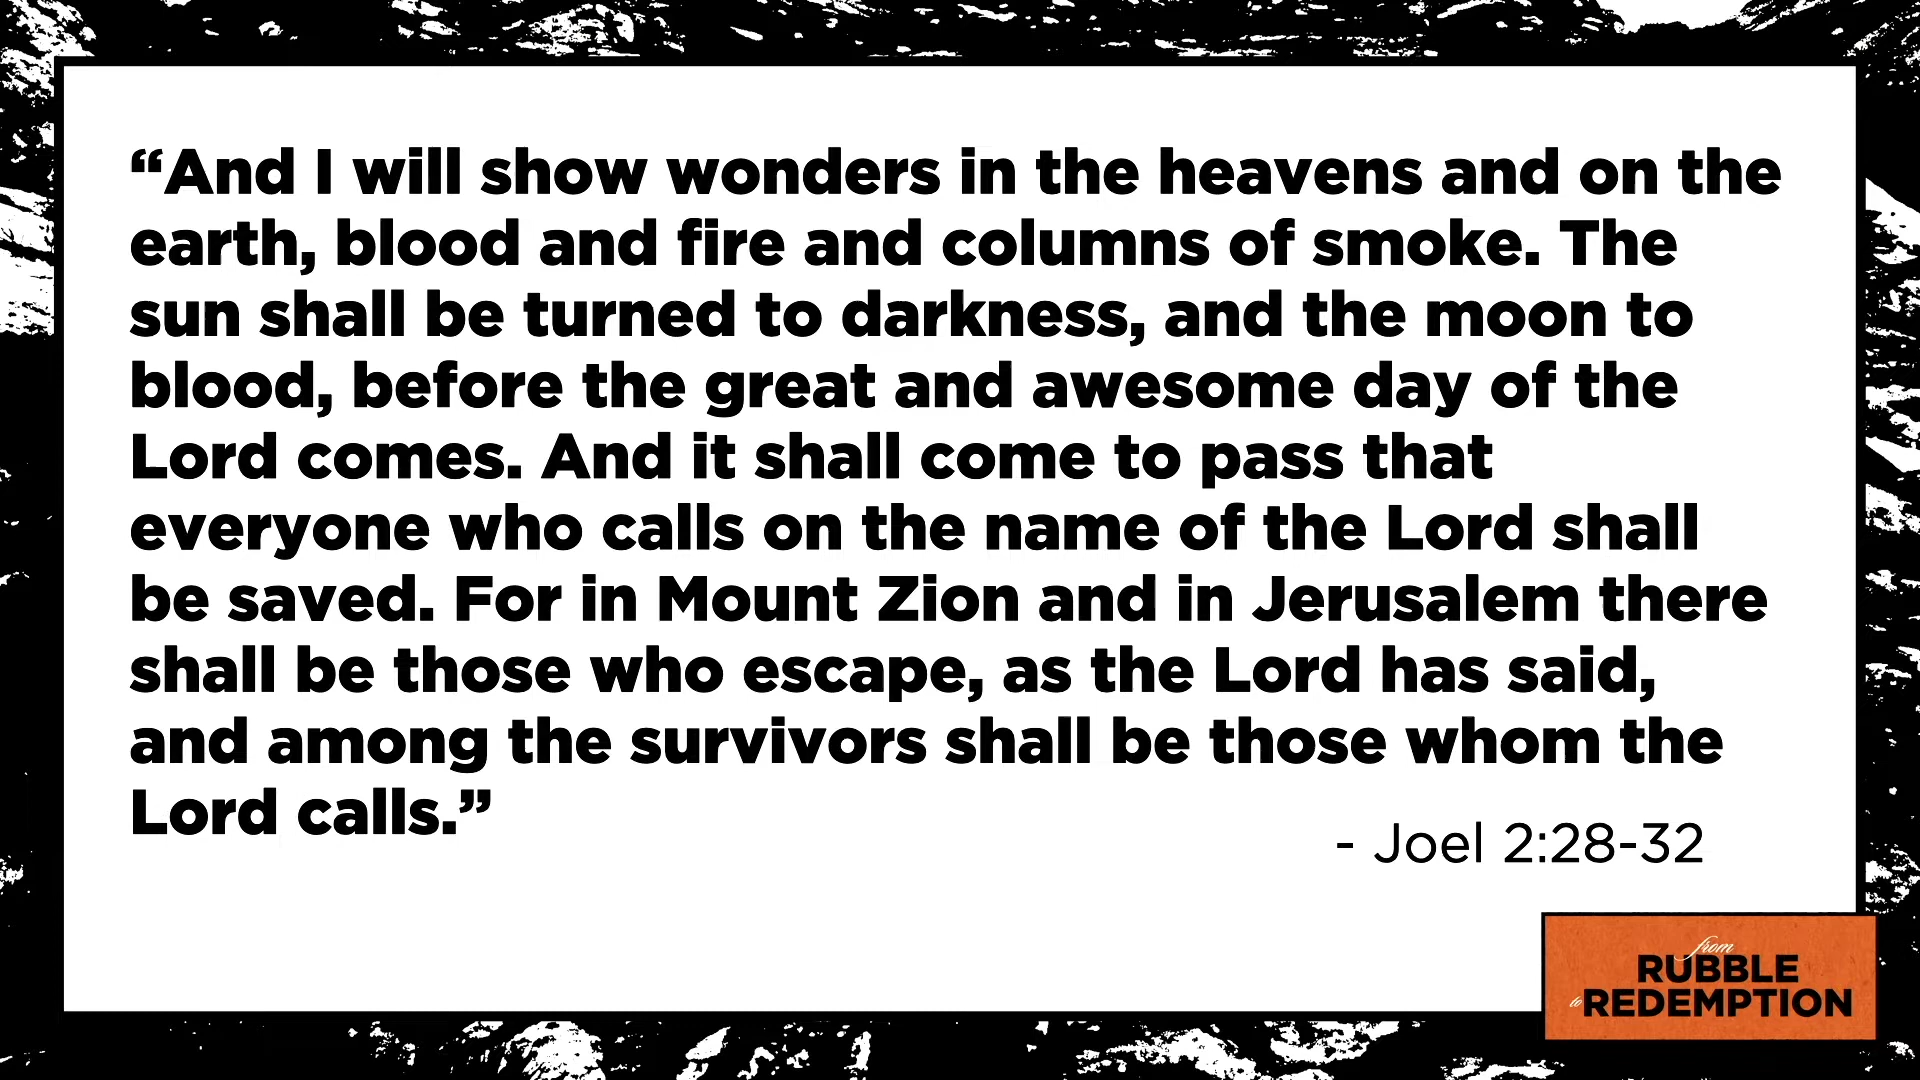 “And I will show wonders in the heavens and on the
earth, blood and fire and columns of smoke. The
sun shall be turned to darkness, and the moon to
blood, before the great and awesome day of the
Lord comes. And it shall come to pass that
everyone who calls on the name of the Lord shall
be saved. For in Mount Zion and in Jerusalem there
shall be those who escape, as the Lord has said,
and among the survivors shall be those whom the
Lord calls.”
- Joel 2:28-32
from
RUBBLE
to REDEMPTION